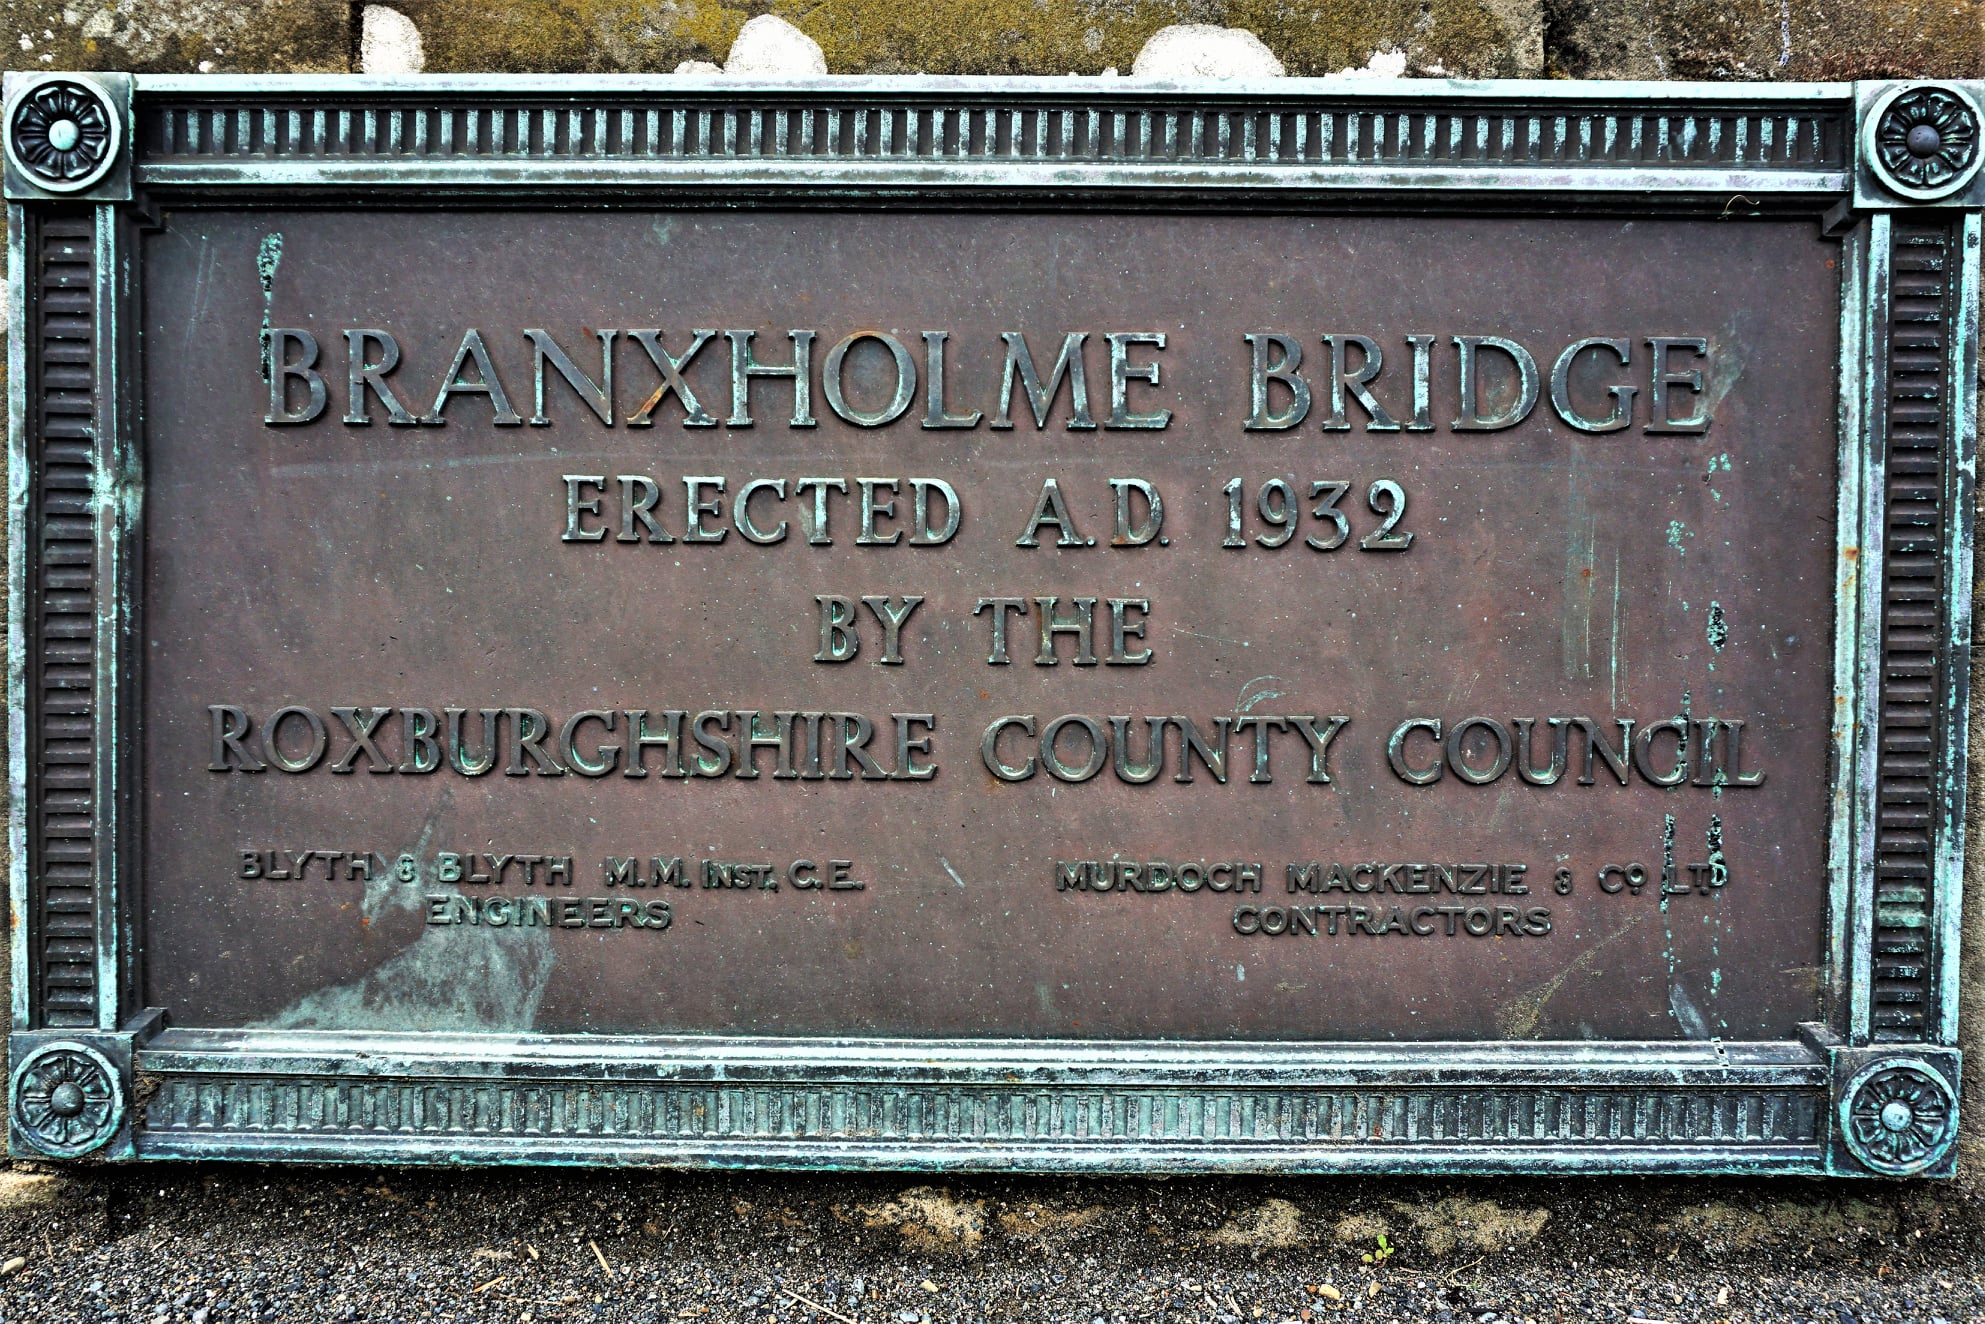 BRANXHOLME BRIDGE
ERECTED A.D. 1932
BY THE
ROXBURGHSHIRE COUNTY COUNCIL
BLYTH & BLYTH M.M. INST. C.E.
ENGINEERS
MURDOCH MACKENZIE & Co LTD
CONTRACTORS